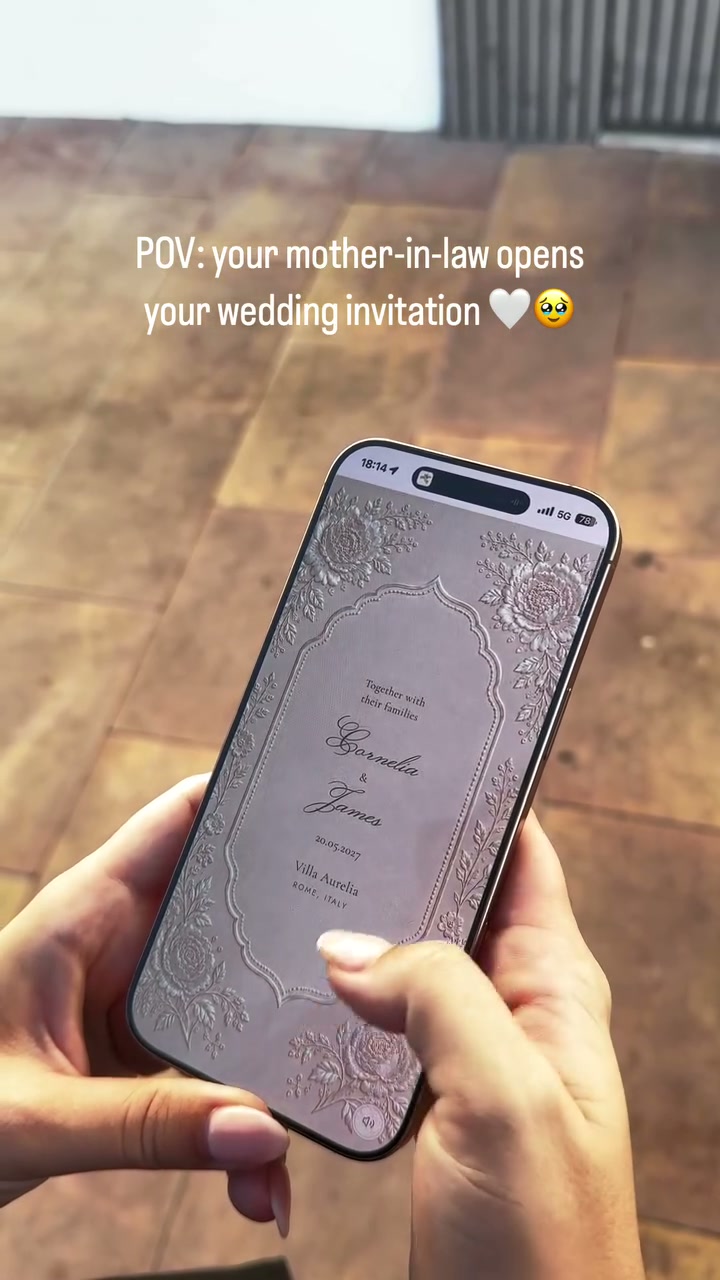 POV: your mother-in-law opens
your wedding invitation 🤍🥹
18:14
5G 78
Together with
their families
Cornelia
&
James
20.05.2027
Villa Aurelia
ROME, ITALY